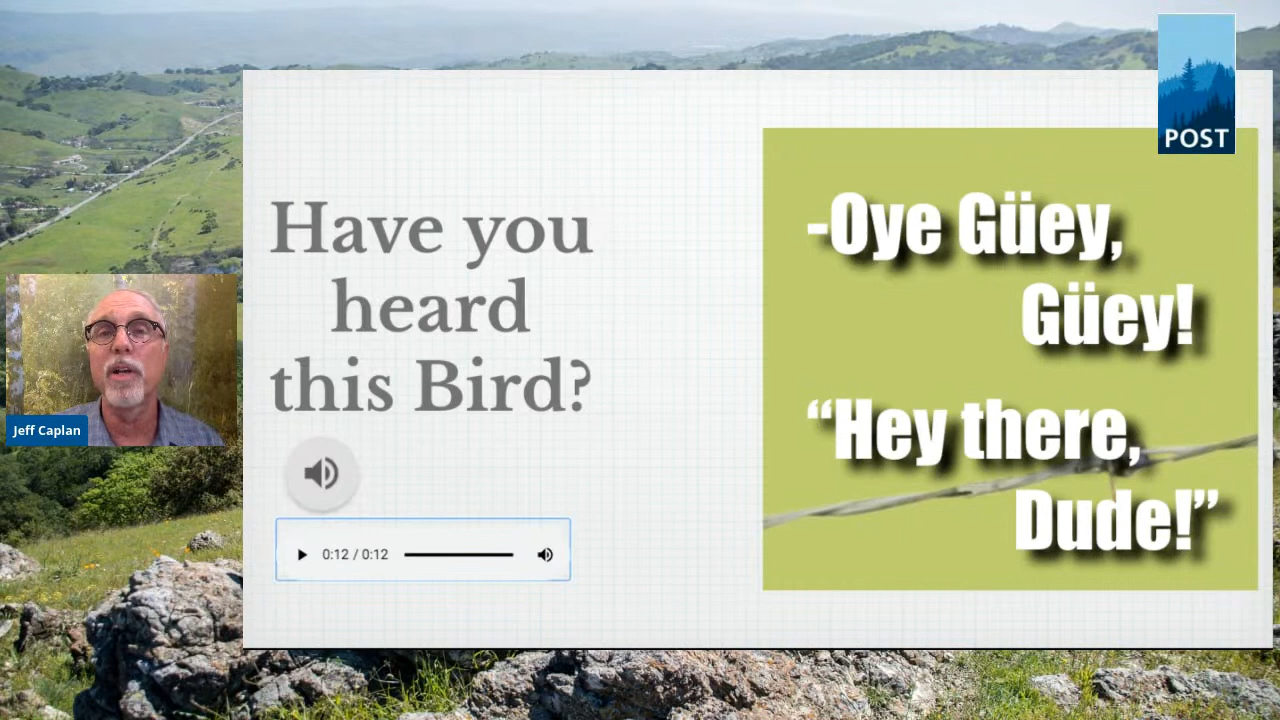 POST
Have you
heard
this Bird?
-Oye Güey,
Güey!
“Hey there,
Dude!”
Jeff Caplan
0:12 / 0:12